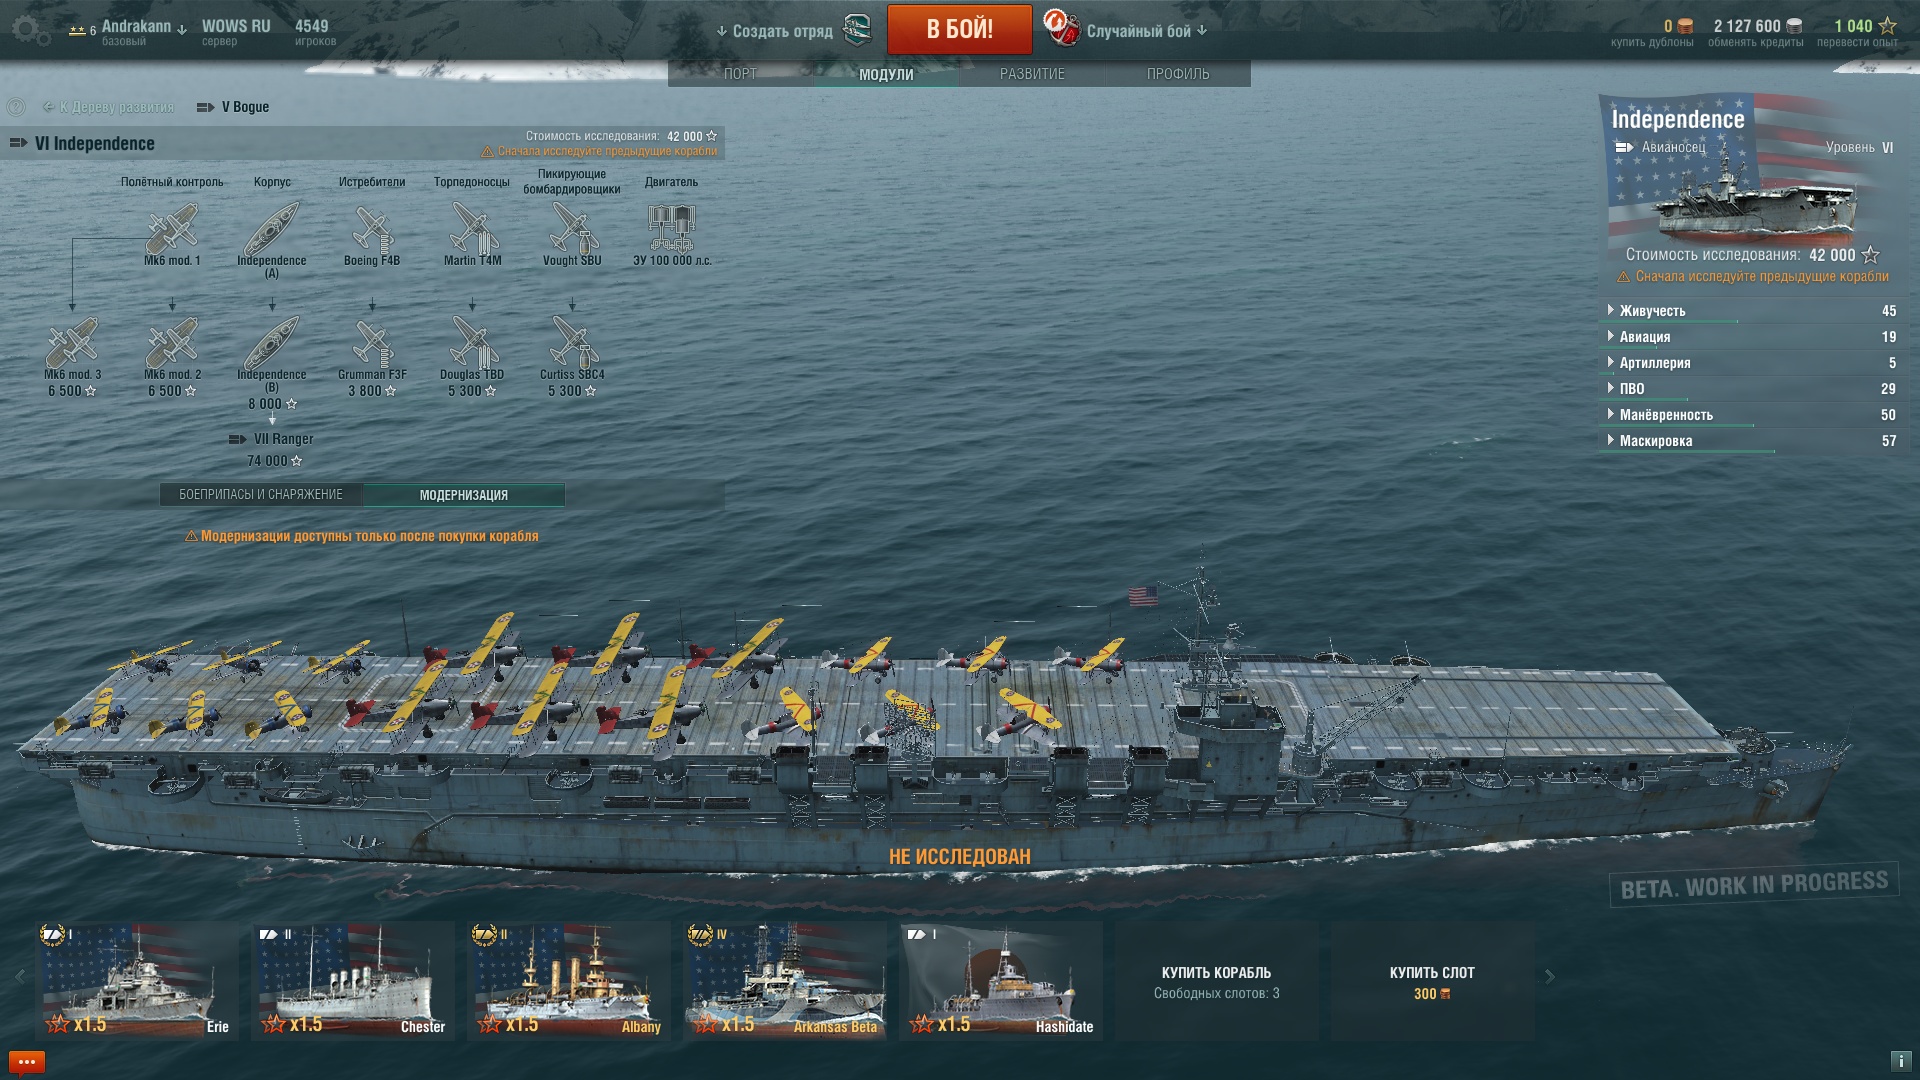 6 Andrakann
базовый
WOWS RU
сервер
4549
игроков
Создать отряд
В БОЙ!
Случайный бой
0
купить дублоны
2 127 600
обменять кредиты
1 040
перевести опыт
ПОРТ
МОДУЛИ
РАЗВИТИЕ
ПРОФИЛЬ
К Дереву развития
V Bogue
VI Independence
Стоимость исследования: 42 000
Сначала исследуйте предыдущие корабли
Полётный контроль
Корпус
Истребители
Торпедоносцы
Пикирующие
бомбардировщики
Двигатель
Mk6 mod. 1
Independence
(A)
Boeing F4B
Martin T4M
Vought SBU
ЭУ 100 000 л.с.
Mk6 mod. 3
6 500
Mk6 mod. 2
6 500
Independence
(B)
8 000
Grumman F3F
3 800
Douglas TBD
5 300
Curtiss SBC4
5 300
VII Ranger
74 000
БОЕПРИПАСЫ И СНАРЯЖЕНИЕ
МОДЕРНИЗАЦИЯ
Модернизации доступны только после покупки корабля
Independence
Авианосец
Уровень VI
Стоимость исследования: 42 000
Сначала исследуйте предыдущие корабли
Живучесть 45
Авиация 19
Артиллерия 5
ПВО 29
Манёвренность 50
Маскировка 57
НЕ ИССЛЕДОВАН
BETA. WORK IN PROGRESS
I
x1.5
Erie
II
x1.5
Chester
II
x1.5
Albany
IV
x1.5
Arkansas Beta
I
x1.5
Hashidate
КУПИТЬ КОРАБЛЬ
Свободных слотов: 3
КУПИТЬ СЛОТ
300